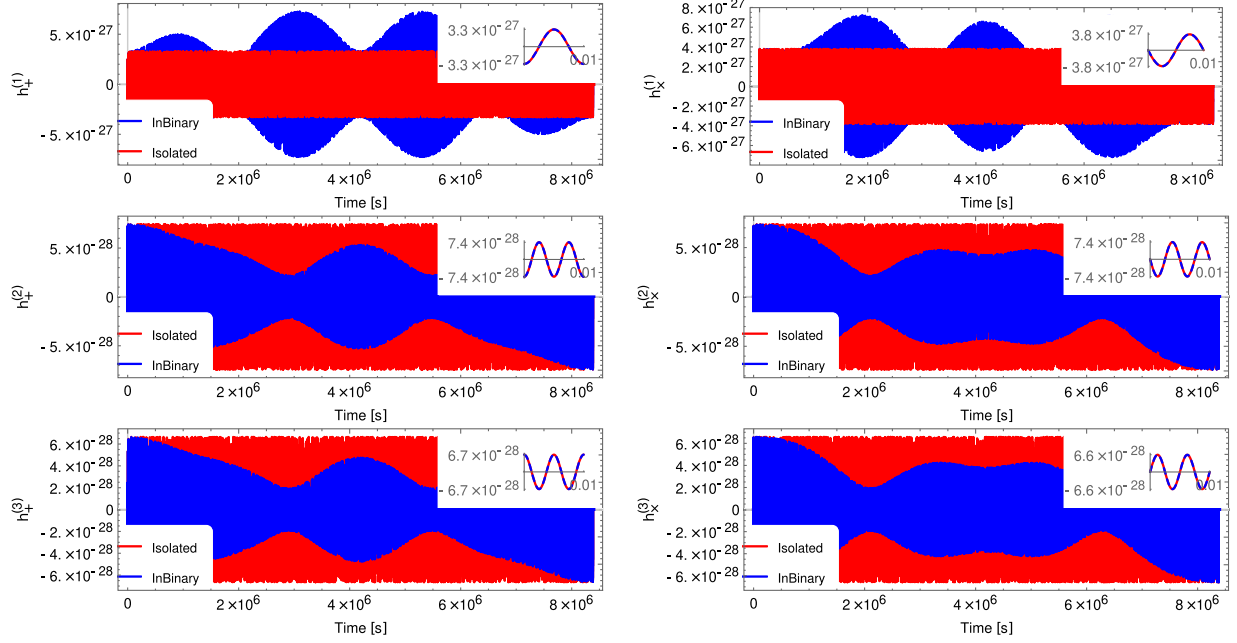 5.×10⁻²⁷
0
-5.×10⁻²⁷
h₊⁽¹⁾
InBinary
Isolated
3.3×10⁻²⁷
-3.3×10⁻²⁷
0.01
0 2×10⁶ 4×10⁶ 6×10⁶ 8×10⁶
Time [s]
8.×10⁻²⁷
6.×10⁻²⁷
4.×10⁻²⁷
2.×10⁻²⁷
0
-2.×10⁻²⁷
-4.×10⁻²⁷
-6.×10⁻²⁷
hₓ⁽¹⁾
InBinary
Isolated
3.8×10⁻²⁷
-3.8×10⁻²⁷
0.01
0 2×10⁶ 4×10⁶ 6×10⁶ 8×10⁶
Time [s]
5.×10⁻²⁸
0
-5.×10⁻²⁸
h₊⁽²⁾
Isolated
InBinary
7.4×10⁻²⁸
-7.4×10⁻²⁸
0.01
0 2×10⁶ 4×10⁶ 6×10⁶ 8×10⁶
Time [s]
5.×10⁻²⁸
0
-5.×10⁻²⁸
hₓ⁽²⁾
Isolated
InBinary
7.4×10⁻²⁸
-7.4×10⁻²⁸
0.01
0 2×10⁶ 4×10⁶ 6×10⁶ 8×10⁶
Time [s]
6.×10⁻²⁸
4.×10⁻²⁸
2.×10⁻²⁸
0
-2.×10⁻²⁸
-4.×10⁻²⁸
-6.×10⁻²⁸
h₊⁽³⁾
Isolated
InBinary
6.7×10⁻²⁸
-6.7×10⁻²⁸
0.01
0 2×10⁶ 4×10⁶ 6×10⁶ 8×10⁶
Time [s]
6.×10⁻²⁸
4.×10⁻²⁸
2.×10⁻²⁸
0
-2.×10⁻²⁸
-4.×10⁻²⁸
-6.×10⁻²⁸
hₓ⁽³⁾
Isolated
InBinary
6.6×10⁻²⁸
-6.6×10⁻²⁸
0.01
0 2×10⁶ 4×10⁶ 6×10⁶ 8×10⁶
Time [s]